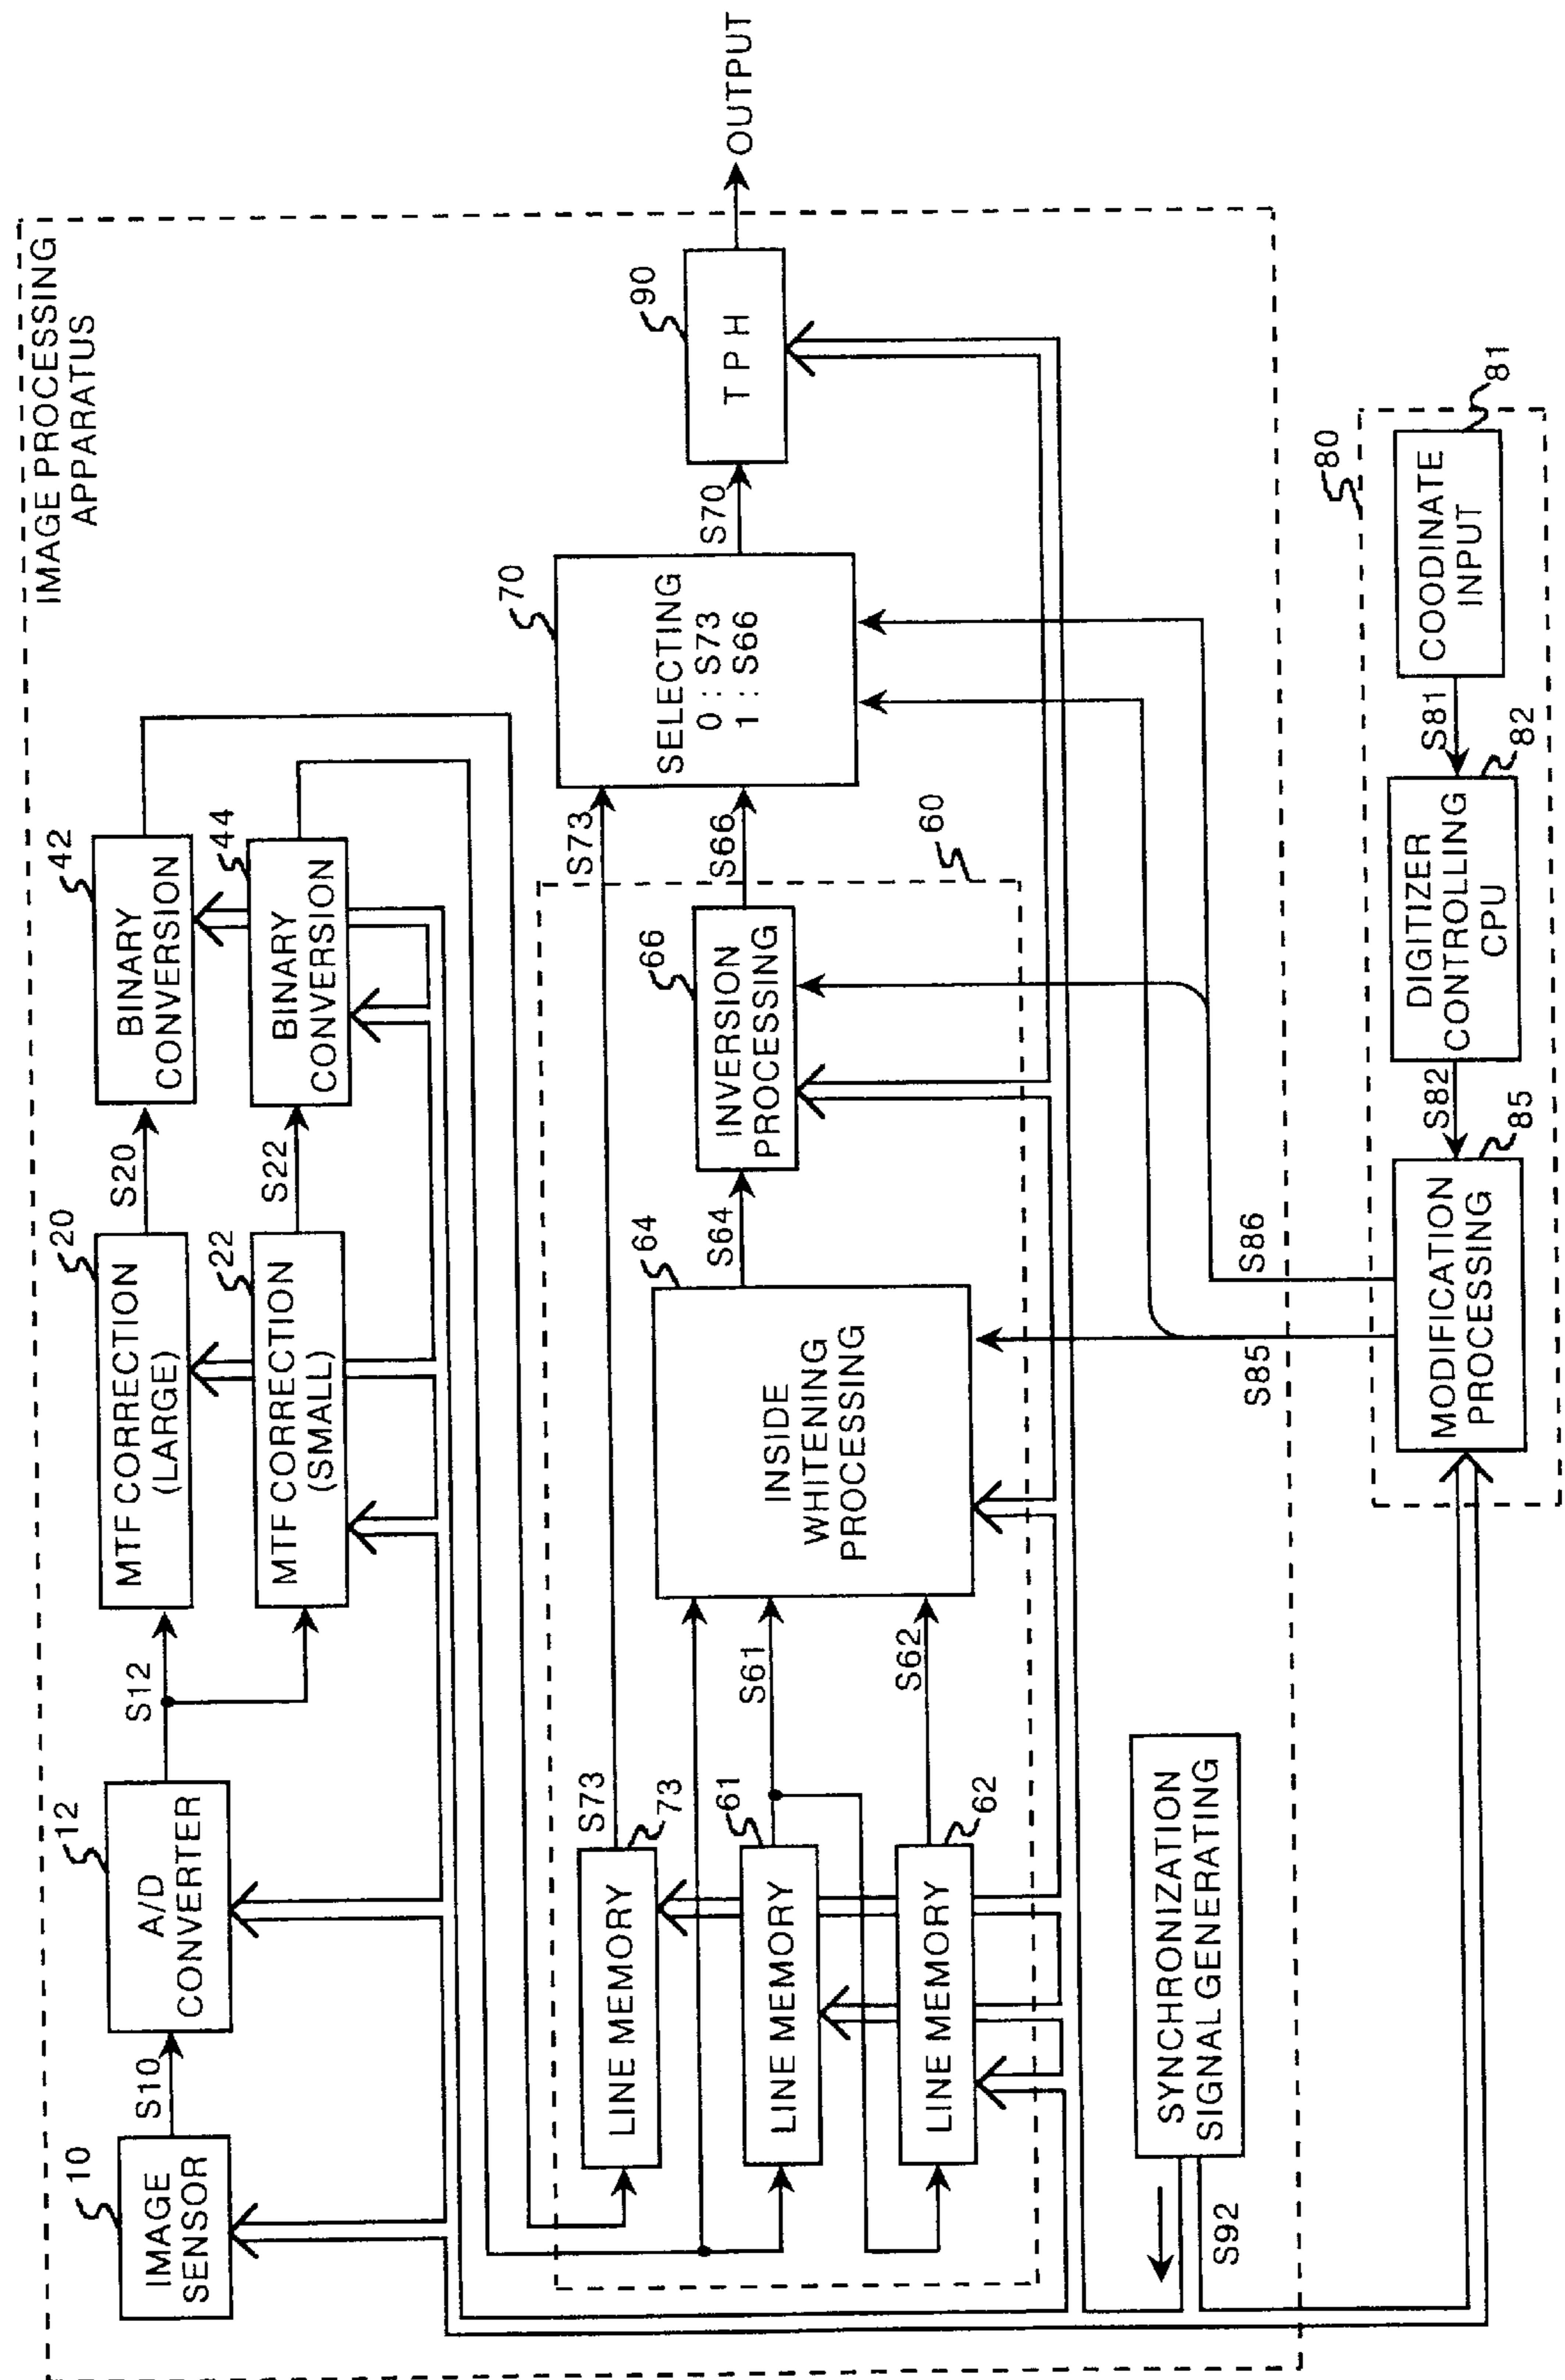 IMAGE PROCESSING
APPARATUS
10
IMAGE
SENSOR
S10
12
A/D
CONVERTER
S12
20
MTF CORRECTION
(LARGE)
S20
42
BINARY
CONVERSION
22
MTF CORRECTION
(SMALL)
S22
44
BINARY
CONVERSION
LINE MEMORY
S73
73
S73
61
LINE MEMORY
S61
LINE MEMORY
62
S62
64
INSIDE
WHITENING
PROCESSING
S64
66
INVERSION
PROCESSING
S66
60
70
SELECTING
0 : S73
1 : S66
S70
90
TPH
OUTPUT
SYNCHRONIZATION
SIGNAL GENERATING
S92
S85
S86
80
MODIFICATION
PROCESSING
85
S82
DIGITIZER
CONTROLLING
CPU
82
S81
COODINATE
INPUT
81